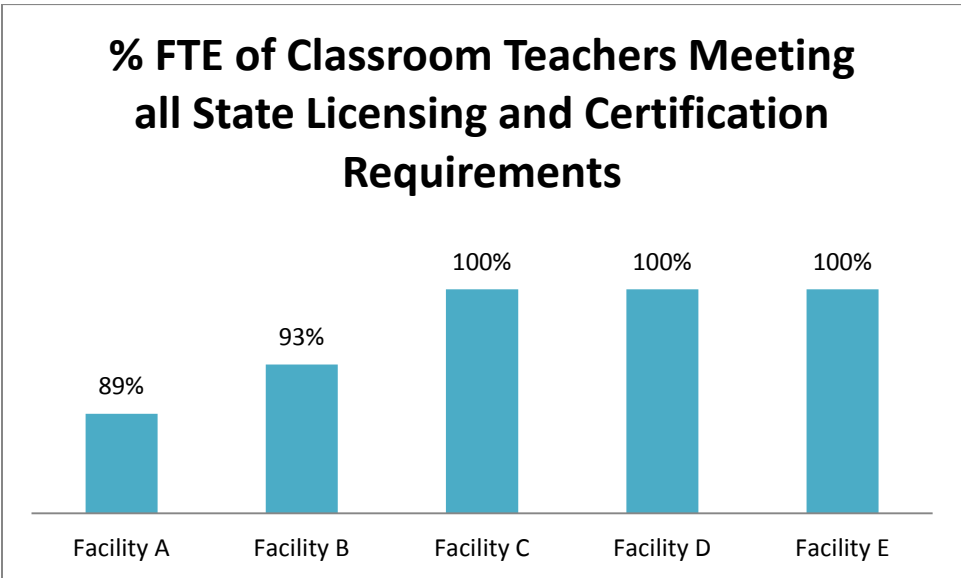 % FTE of Classroom Teachers Meeting
all State Licensing and Certification
Requirements
100%
100%
100%
93%
89%
Facility A
Facility B
Facility C
Facility D
Facility E